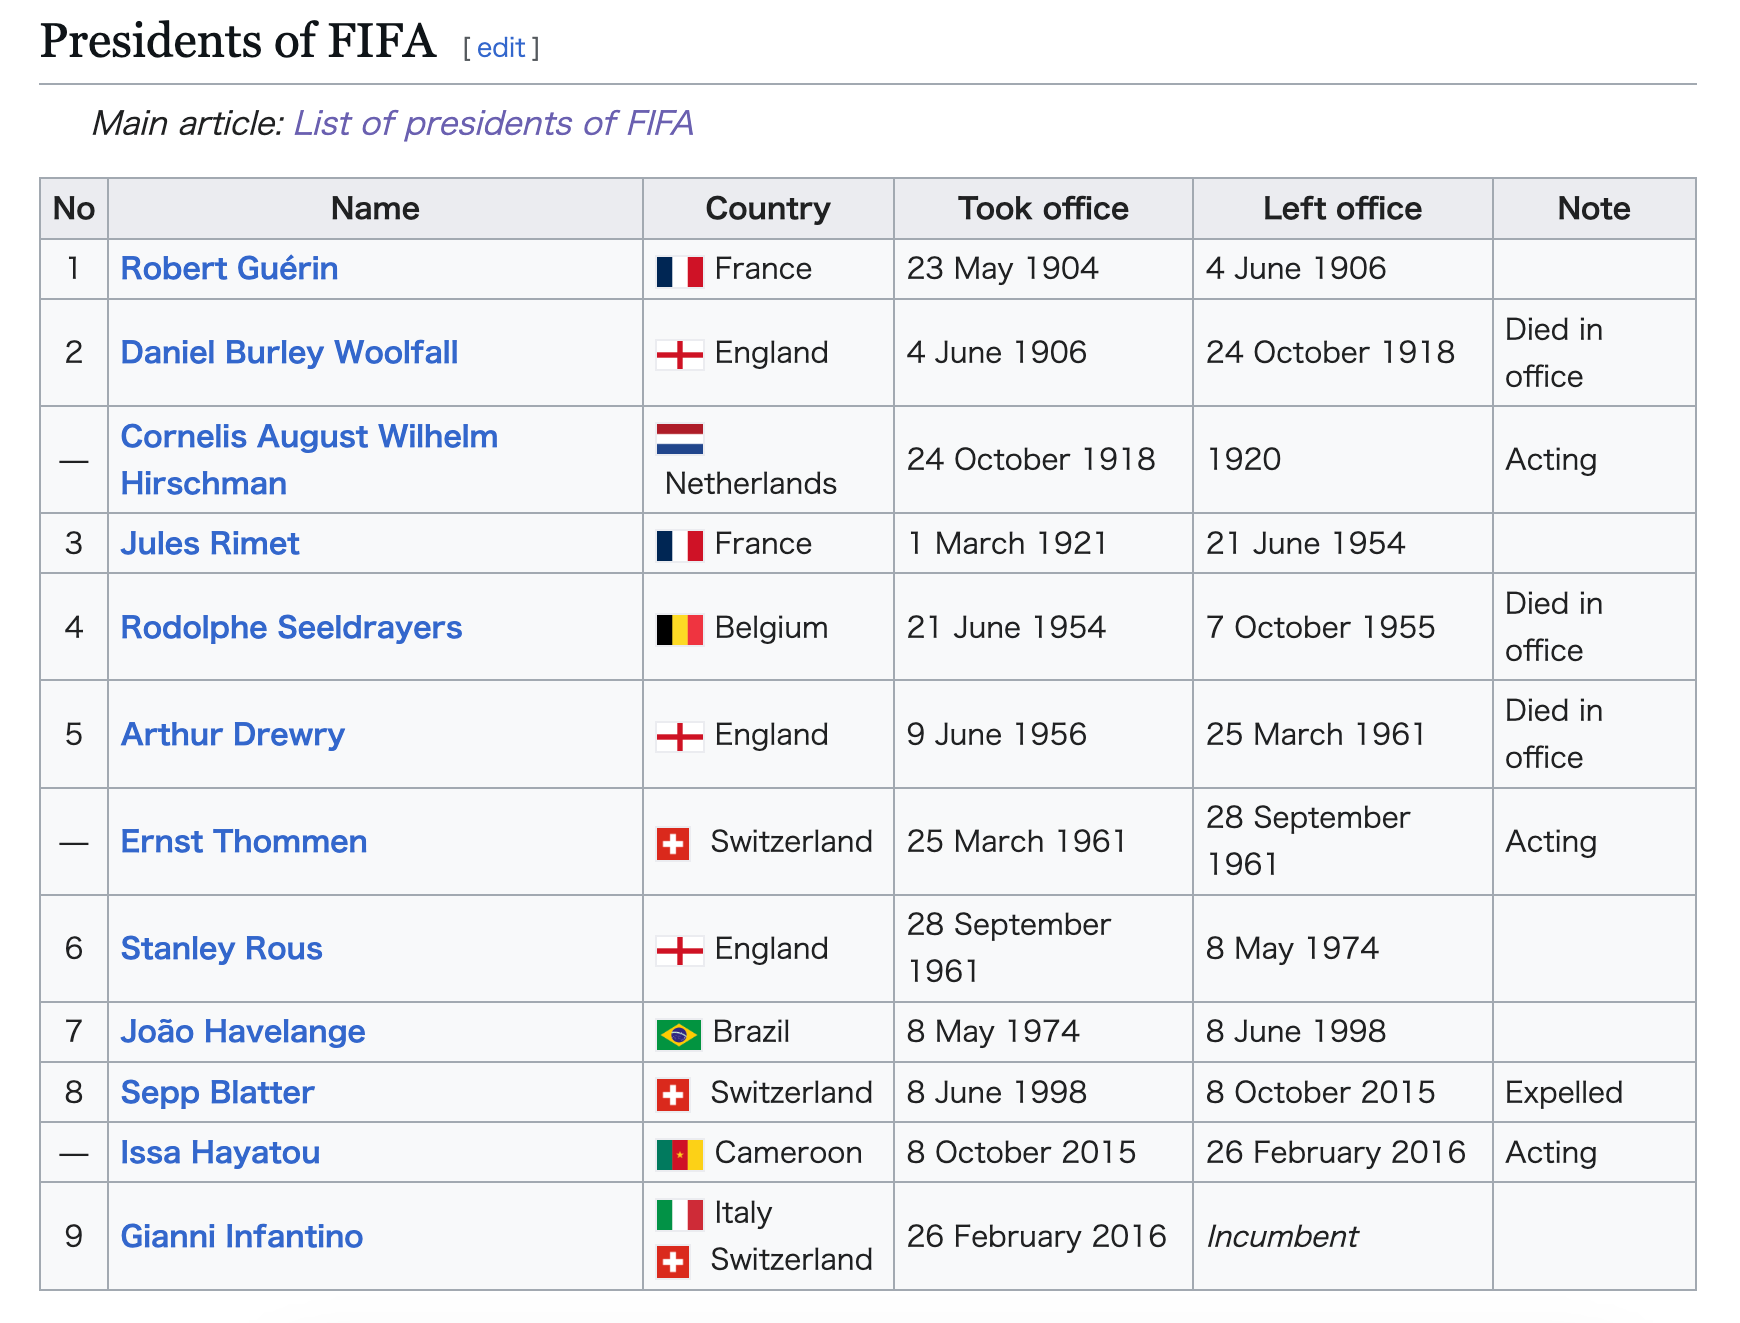 Presidents of FIFA [ edit ]
Main article: List of presidents of FIFA
No Name Country Took office Left office Note
1 Robert Guérin France 23 May 1904 4 June 1906
2 Daniel Burley Woolfall England 4 June 1906 24 October 1918 Died in
office
— Cornelis August Wilhelm
Hirschman Netherlands 24 October 1918 1920 Acting
3 Jules Rimet France 1 March 1921 21 June 1954
4 Rodolphe Seeldrayers Belgium 21 June 1954 7 October 1955 Died in
office
5 Arthur Drewry England 9 June 1956 25 March 1961 Died in
office
— Ernst Thommen Switzerland 25 March 1961 28 September
1961 Acting
6 Stanley Rous England 28 September
1961 8 May 1974
7 João Havelange Brazil 8 May 1974 8 June 1998
8 Sepp Blatter Switzerland 8 June 1998 8 October 2015 Expelled
— Issa Hayatou Cameroon 8 October 2015 26 February 2016 Acting
9 Gianni Infantino Italy
Switzerland 26 February 2016 Incumbent